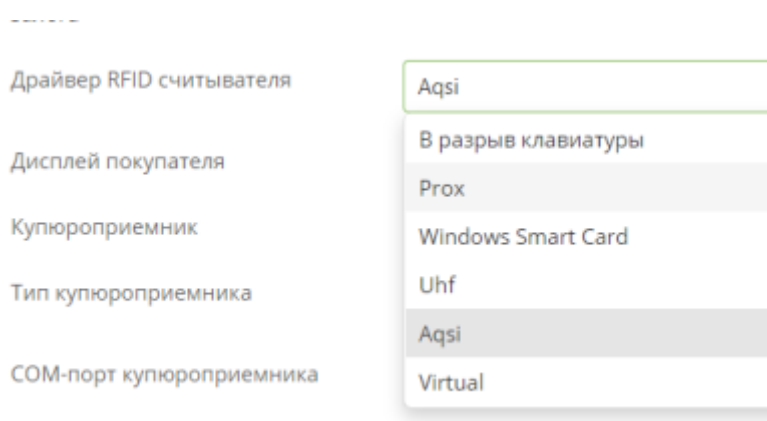 Драйвер RFID считывателя
Aqsi
В разрыв клавиатуры
Дисплей покупателя
Prox
Купюроприемник
Windows Smart Card
Uhf
Тип купюроприемника
Aqsi
COM-порт купюроприемника
Virtual